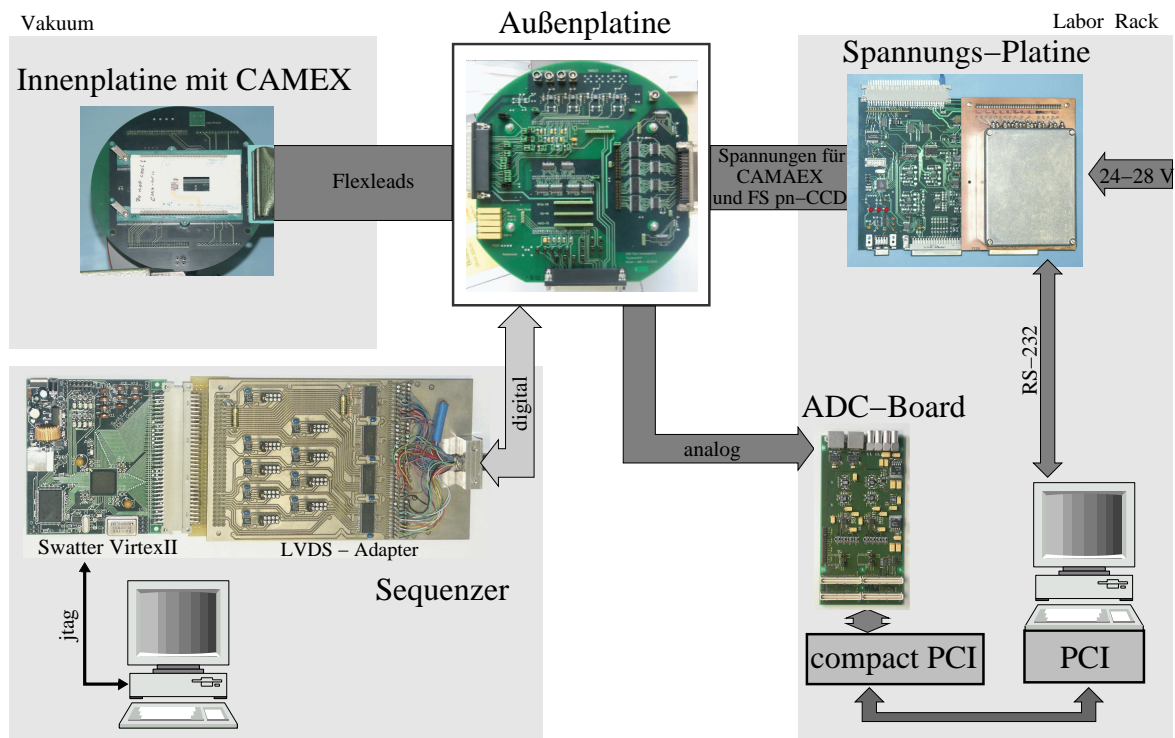 Vakuum
Außenplatine
Labor Rack
Innenplatine mit CAMEX
Spannungs–Platine
Flexleads
Spannungen für
CAMAEX
und FS pn–CCD
24–28 V
RS–232
digital
ADC–Board
analog
Swatter VirtexII
LVDS – Adapter
Sequenzer
jtag
compact PCI
PCI